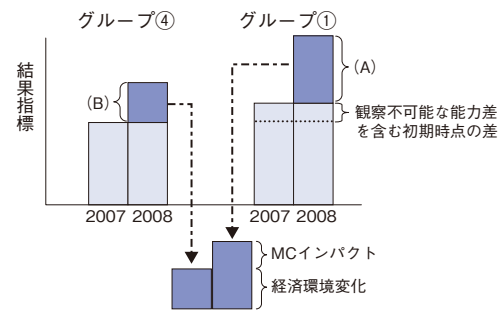 グループ④
グループ①
結果指標
(B)
(A)
観察不可能な能力差
を含む初期時点の差
2007 2008
2007 2008
MCインパクト
経済環境変化